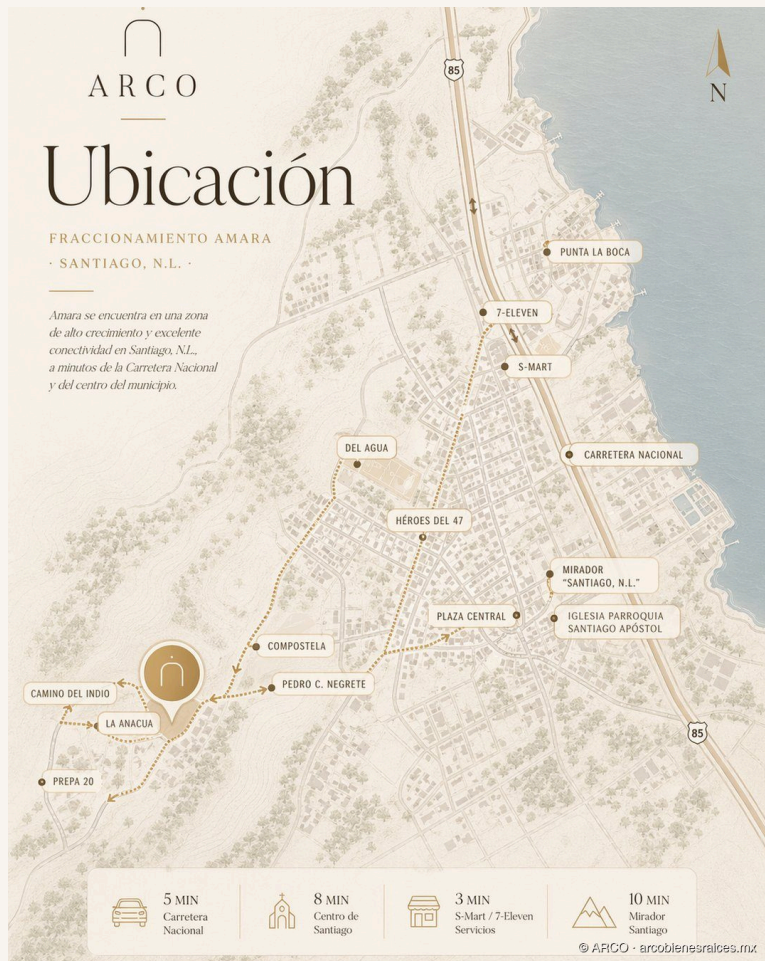 ARCO
Ubicación
FRACCIONAMIENTO AMARA
· SANTIAGO, N.L. ·
Amara se encuentra en una zona
de alto crecimiento y excelente
conectividad en Santiago, N.L.,
a minutos de la Carretera Nacional
y del centro del municipio.
85
N
PUNTA LA BOCA
7-ELEVEN
S-MART
DEL AGUA
CARRETERA NACIONAL
HÉROES DEL 47
MIRADOR
"SANTIAGO, N.L."
PLAZA CENTRAL
IGLESIA PARROQUIA
SANTIAGO APÓSTOL
COMPOSTELA
PEDRO C. NEGRETE
CAMINO DEL INDIO
LA ANACUA
85
PREPA 20
5 MIN
Carretera
Nacional
8 MIN
Centro de
Santiago
3 MIN
S-Mart / 7-Eleven
Servicios
10 MIN
Mirador
Santiago
© ARCO · arcobienesraices.mx